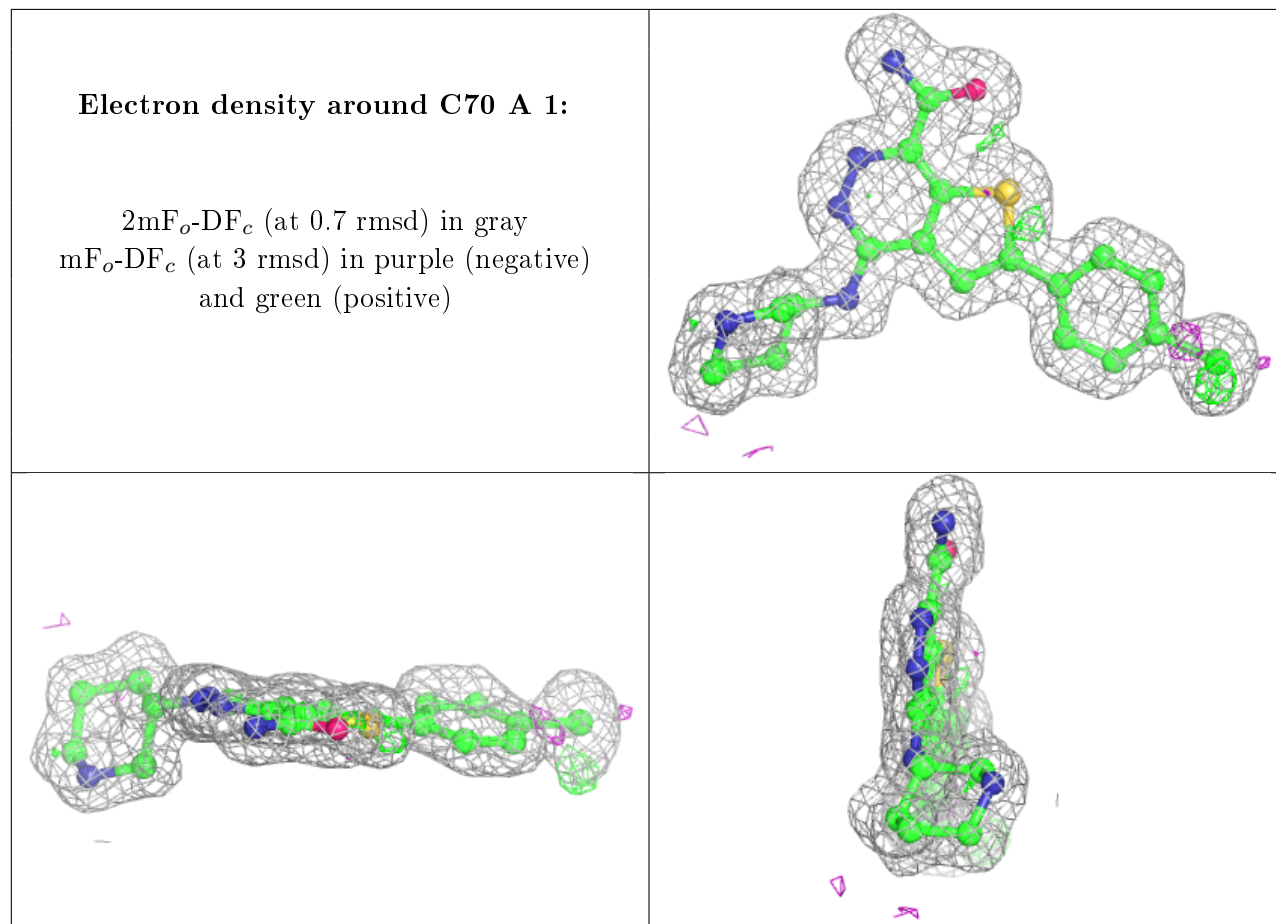 Electron density around C70 A 1:
2mFo-DFc (at 0.7 rmsd) in gray
mFo-DFc (at 3 rmsd) in purple (negative)
and green (positive)